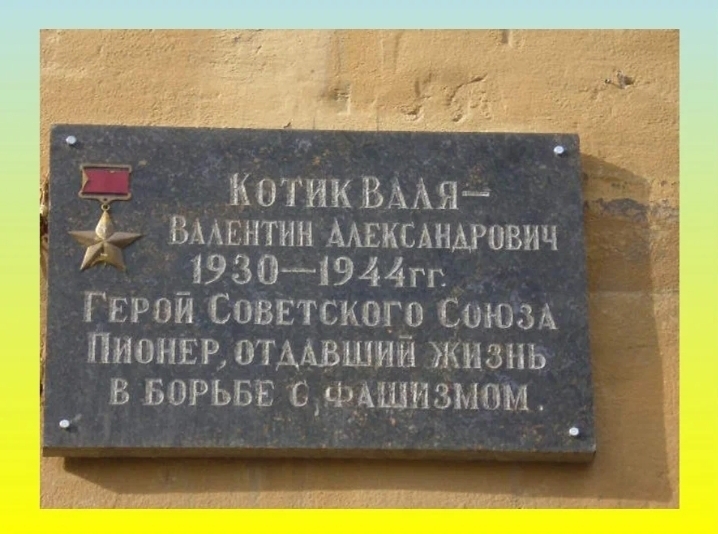 Котик Валя—
Валентин Александрович
1930—1944гг.
Герой Советского Союза
Пионер, отдавший жизнь
в борьбе с фашизмом.